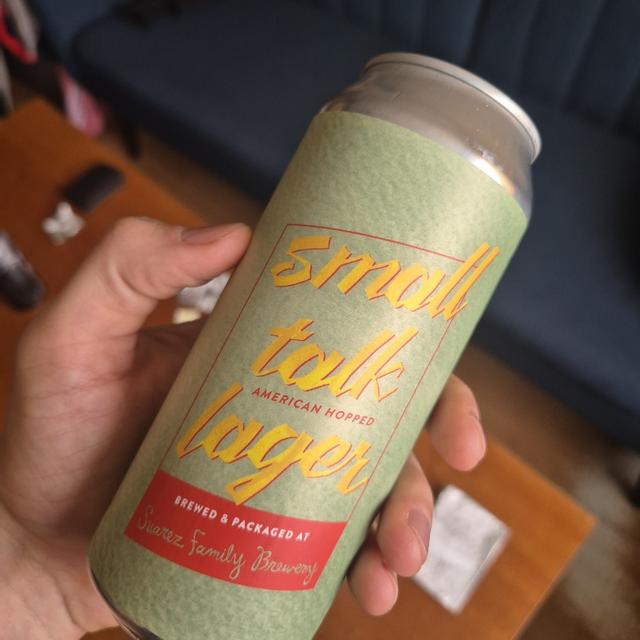 small
talk
AMERICAN HOPPED
lager
BREWED & PACKAGED AT
Suarez Family Brewery